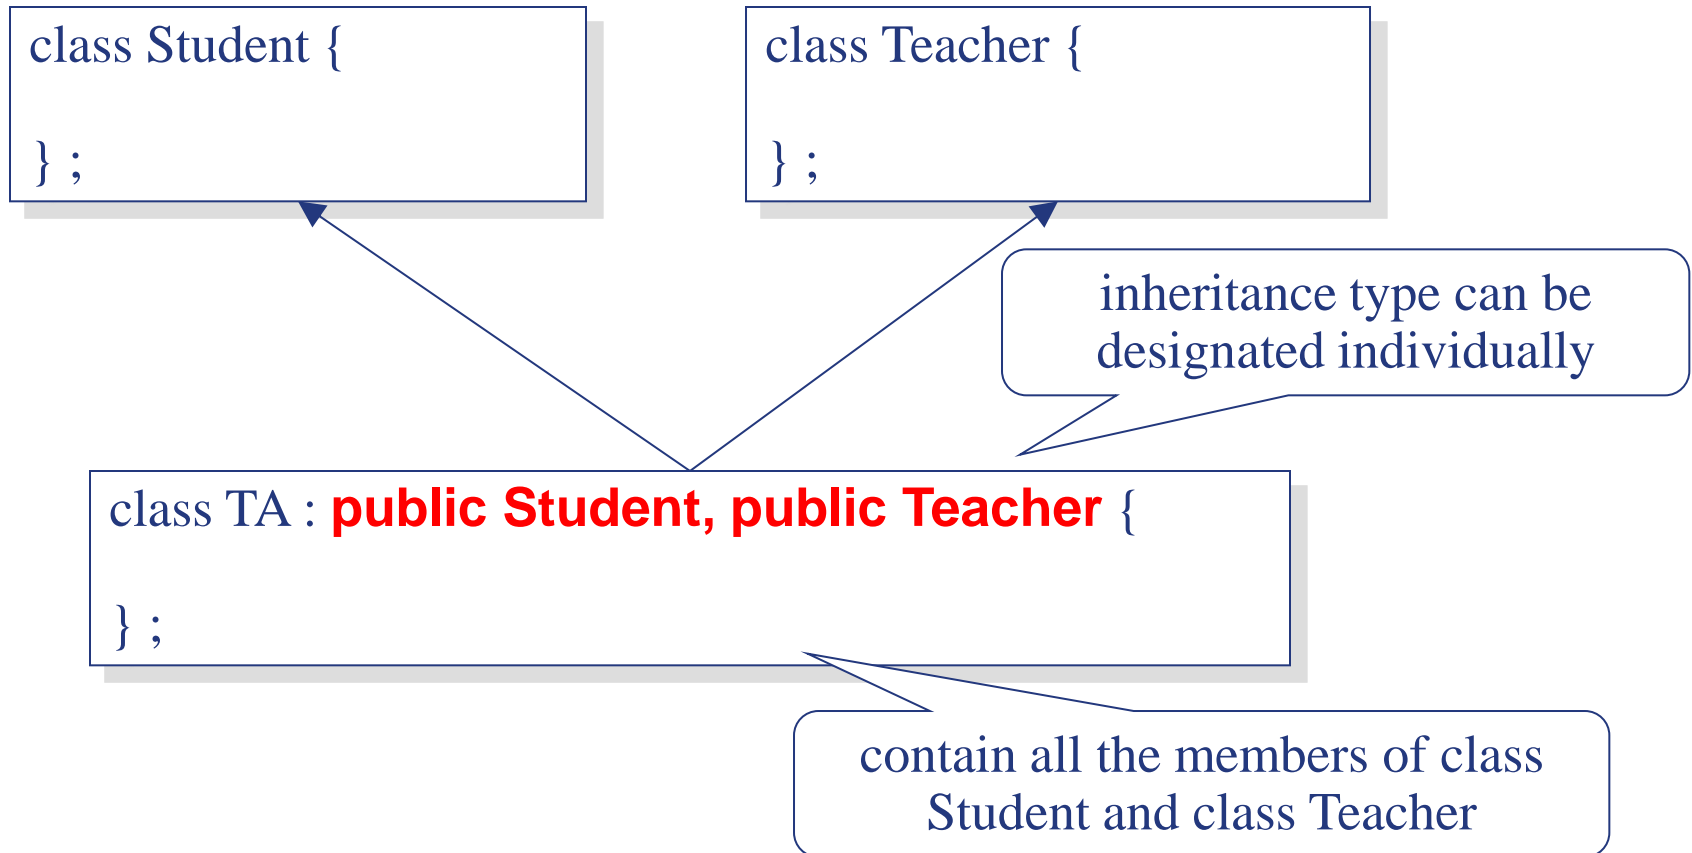 class Student {
} ;
class Teacher {
} ;
inheritance type can be
designated individually
class TA : public Student, public Teacher {
} ;
contain all the members of class
Student and class Teacher